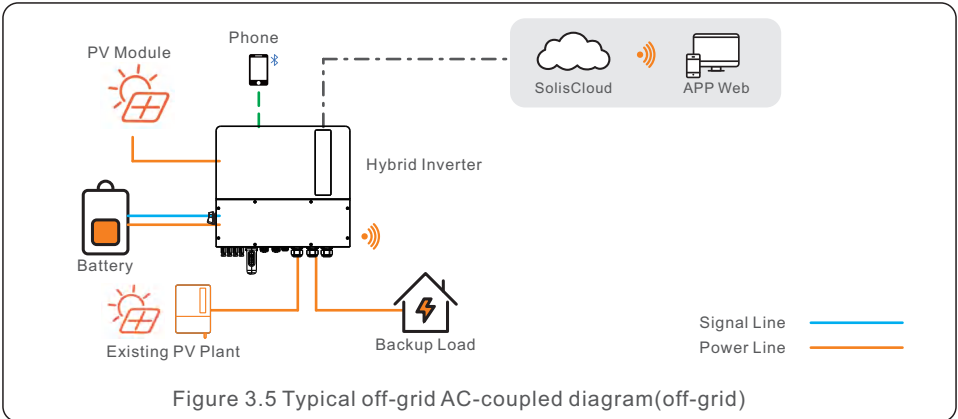 Phone
PV Module
SolisCloud
APP Web
Hybrid Inverter
Battery
Existing PV Plant
Backup Load
Signal Line
Power Line
Figure 3.5 Typical off-grid AC-coupled diagram(off-grid)